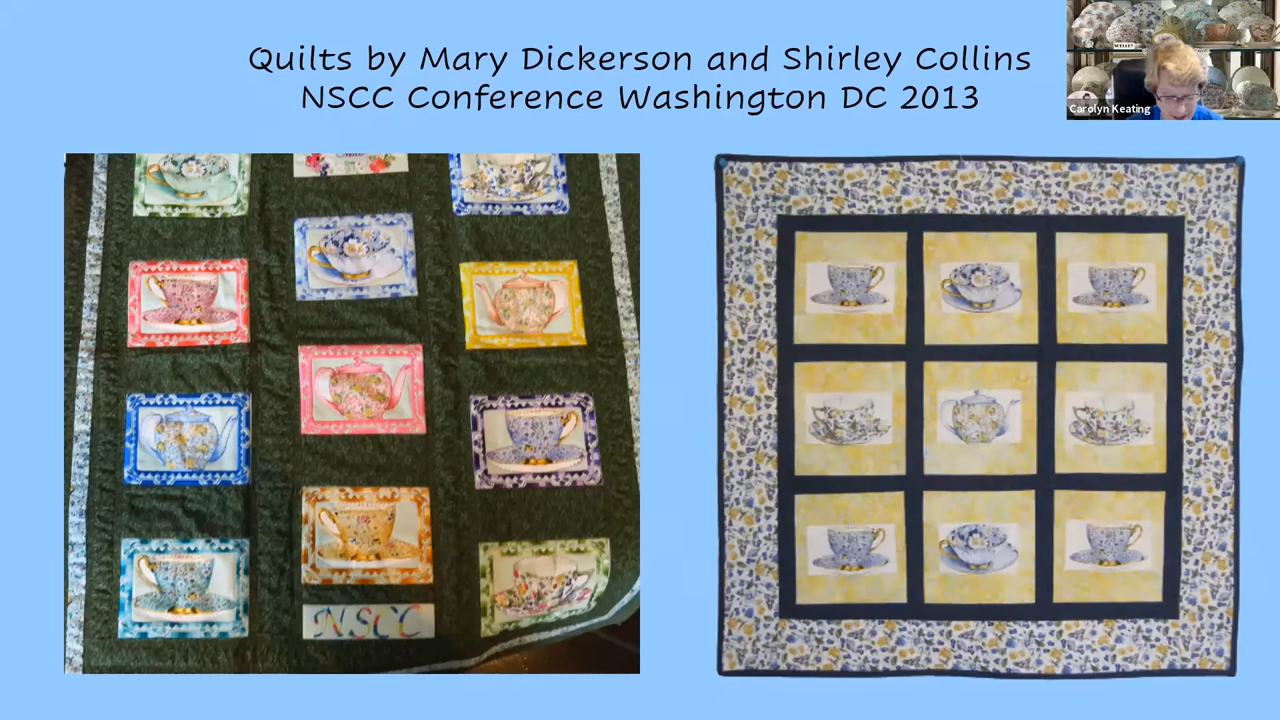 Quilts by Mary Dickerson and Shirley Collins
NSCC Conference Washington DC 2013
Carolyn Keating
NSCC